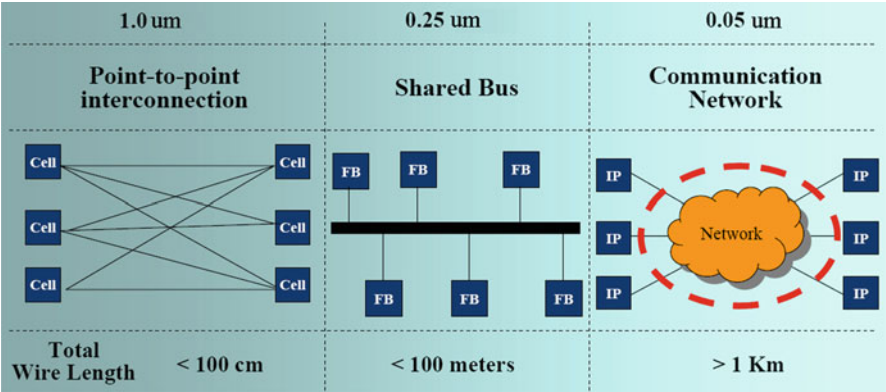 1.0 um
0.25 um
0.05 um
Point-to-point
interconnection
Shared Bus
Communication
Network
Cell
Cell
Cell
Cell
Cell
Cell
FB
FB
FB
FB
FB
FB
IP
IP
IP
Network
IP
IP
IP
Total
Wire Length
< 100 cm
< 100 meters
> 1 Km